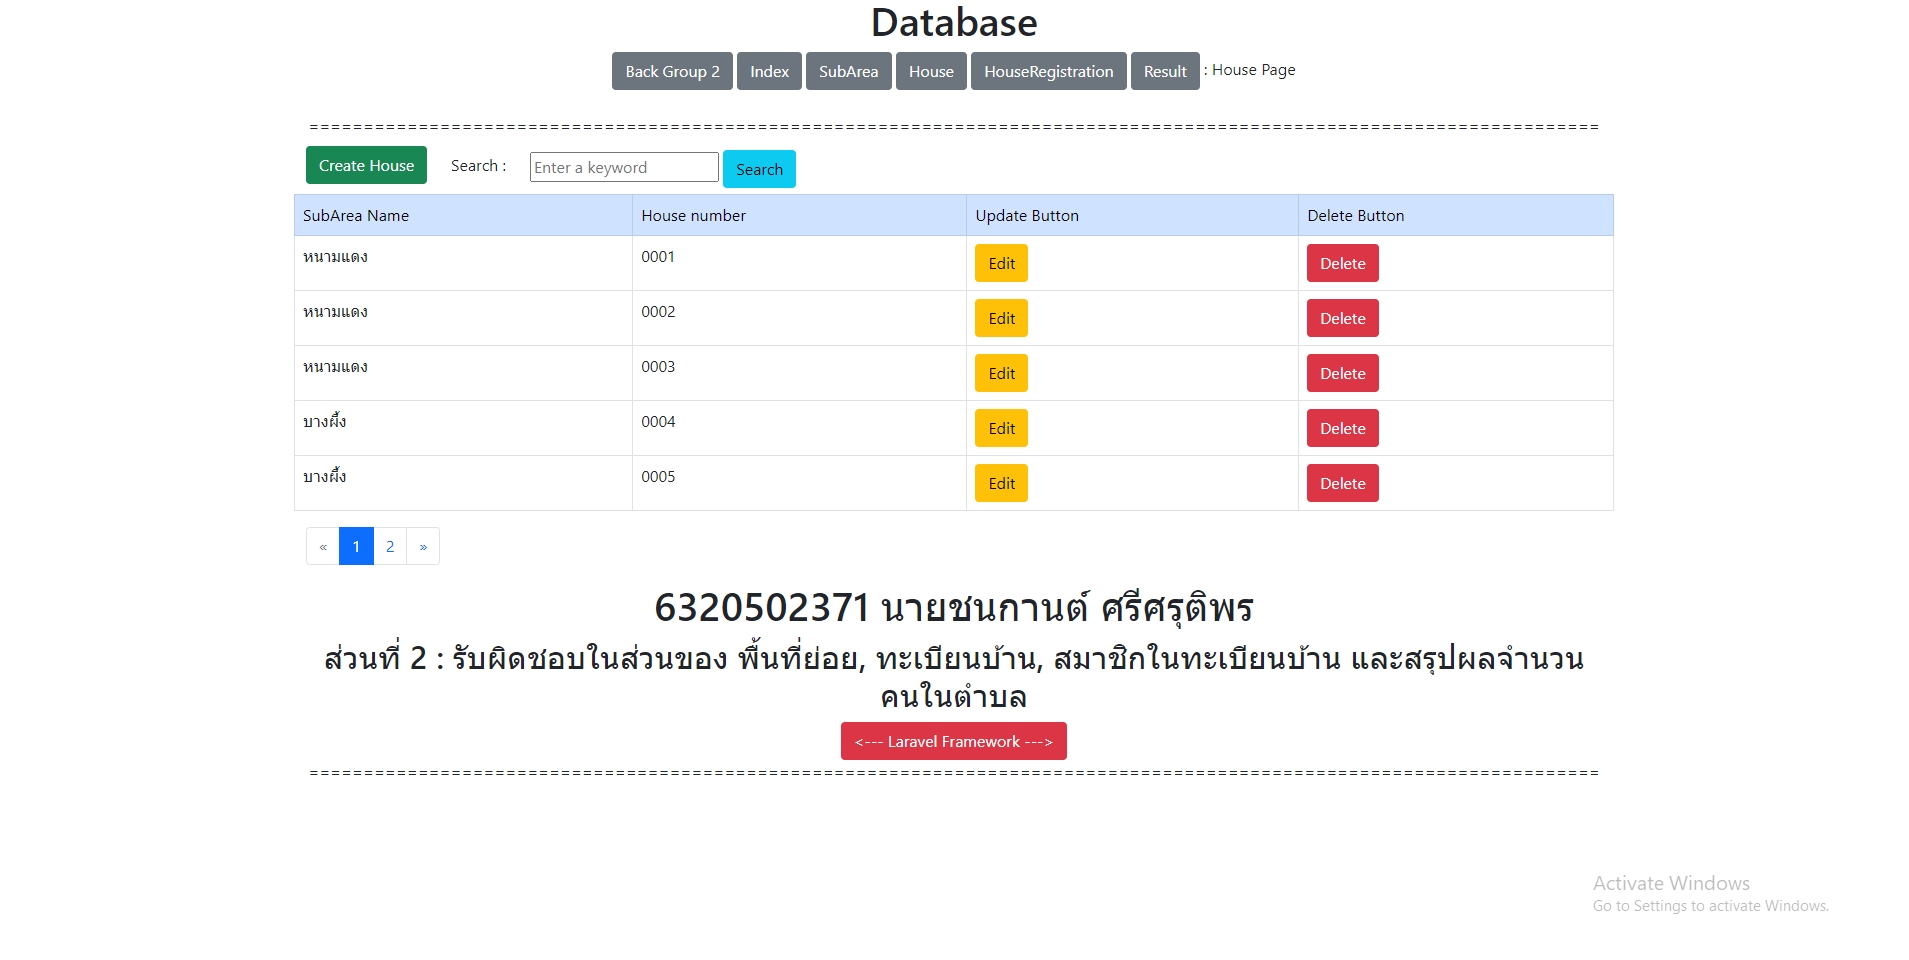 Database
Back Group 2 Index SubArea House HouseRegistration Result : House Page
========================================================================================================================
Create House Search : Enter a keyword Search
SubArea Name House number Update Button Delete Button
หนามแดง 0001 Edit Delete
หนามแดง 0002 Edit Delete
หนามแดง 0003 Edit Delete
บางผึ้ง 0004 Edit Delete
บางผึ้ง 0005 Edit Delete
« 1 2 »
6320502371 นายชนกานต์ ศรีศรุติพร
ส่วนที่ 2 : รับผิดชอบในส่วนของ พื้นที่ย่อย, ทะเบียนบ้าน, สมาชิกในทะเบียนบ้าน และสรุปผลจำนวน
คนในตำบล
<--- Laravel Framework --->
========================================================================================================================
Activate Windows
Go to Settings to activate Windows.